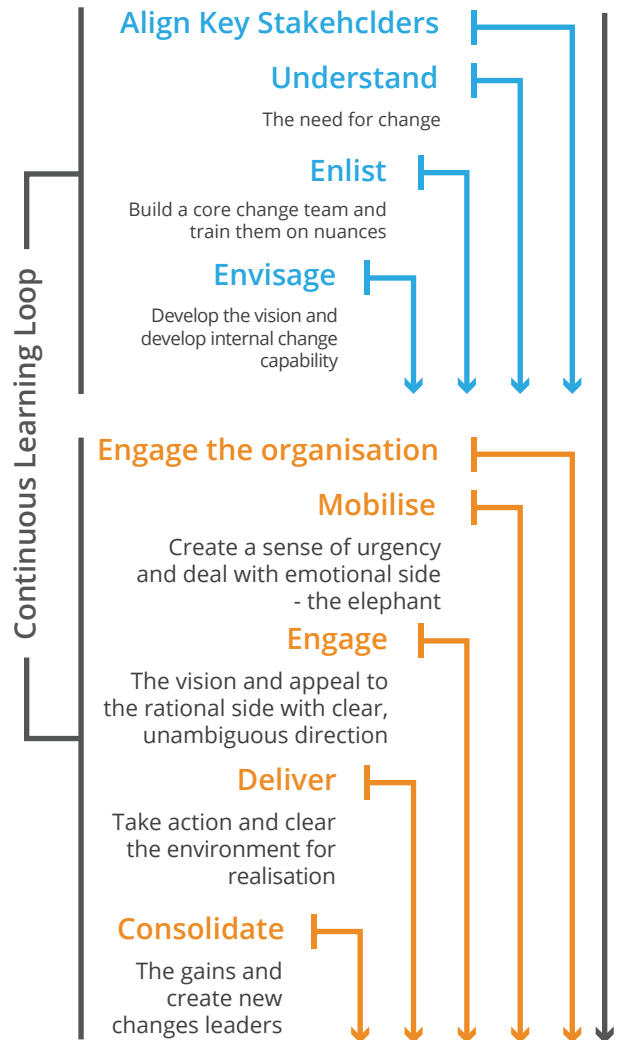 Align Key Stakehclders
Understand
The need for change
Enlist
Build a core change team and
train them on nuances
Envisage
Develop the vision and
develop internal change
capability
Continuous Learning Loop
Engage the organisation
Mobilise
Create a sense of urgency
and deal with emotional side
- the elephant
Engage
The vision and appeal to
the rational side with clear,
unambiguous direction
Deliver
Take action and clear
the environment for
realisation
Consolidate
The gains and
create new
changes leaders